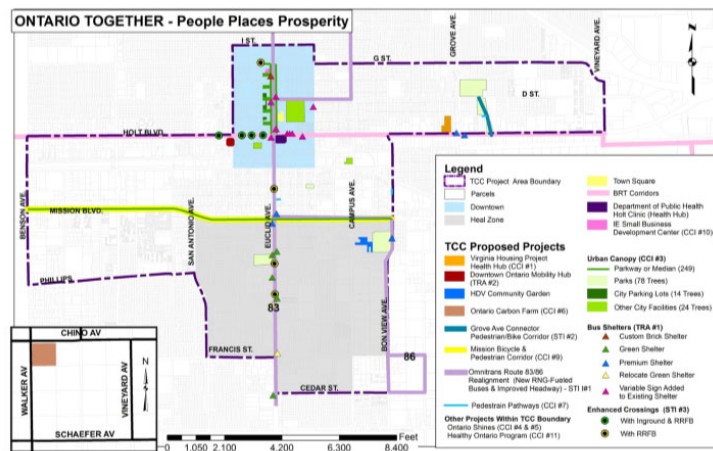 ONTARIO TOGETHER - People Places Prosperity
I ST.
G ST.
GROVE AVE.
VINEYARD AVE.
D ST.
HOLT BLVD.
BENSON AVE.
MISSION BLVD.
SAN ANTONIO AVE.
EUCLID AVE.
CAMPUS AVE.
PHILLIPS
FRANCIS ST.
BON VIEW AVE.
83
86
CEDAR ST.
N
CHINO AV
WALKER AV
VINEYARD AV
N
SCHAEFER AV
Feet
0 1,050 2,100 4,200 6,300 8,400
Legend
TCC Project Area Boundary
Parcels
Downtown
Heal Zone
Town Square
BRT Corridors
Department of Public Health
Holt Clinic (Health Hub)
IE Small Business
Development Center (CCI #10)
TCC Proposed Projects
Virginia Housing Project
Health Hub (CCI #1)
Downtown Ontario Mobility Hub
(TRA #2)
HDV Community Garden
Ontario Carbon Farm (CCI #6)
Grove Ave Connector
Pedestrian/Bike Corridor (STI #2)
Mission Bicycle &
Pedestrian Corridor (CCI #9)
Omnitrans Route 83/86
Realignment (New RNG-Fueled
Buses & Improved Headway) - STI I#1
Pedestrain Pathways (CCI #7)
Other Projects Within TCC Boundary
Ontario Shines (CCI #4 & #5)
Healthy Ontario Program (CCI #11)
Urban Canopy (CCI #3)
Parkway or Median (249)
Parks (78 Trees)
City Parking Lots (14 Trees)
Other City Facilities (24 Trees)
Bus Shelters (TRA #1)
Custom Brick Shelter
Green Shelter
Premium Shelter
Relocate Green Shelter
Variable Sign Added
to Existing Shelter
Enhanced Crossings (STI #3)
With Inground & RRFB
With RRFB